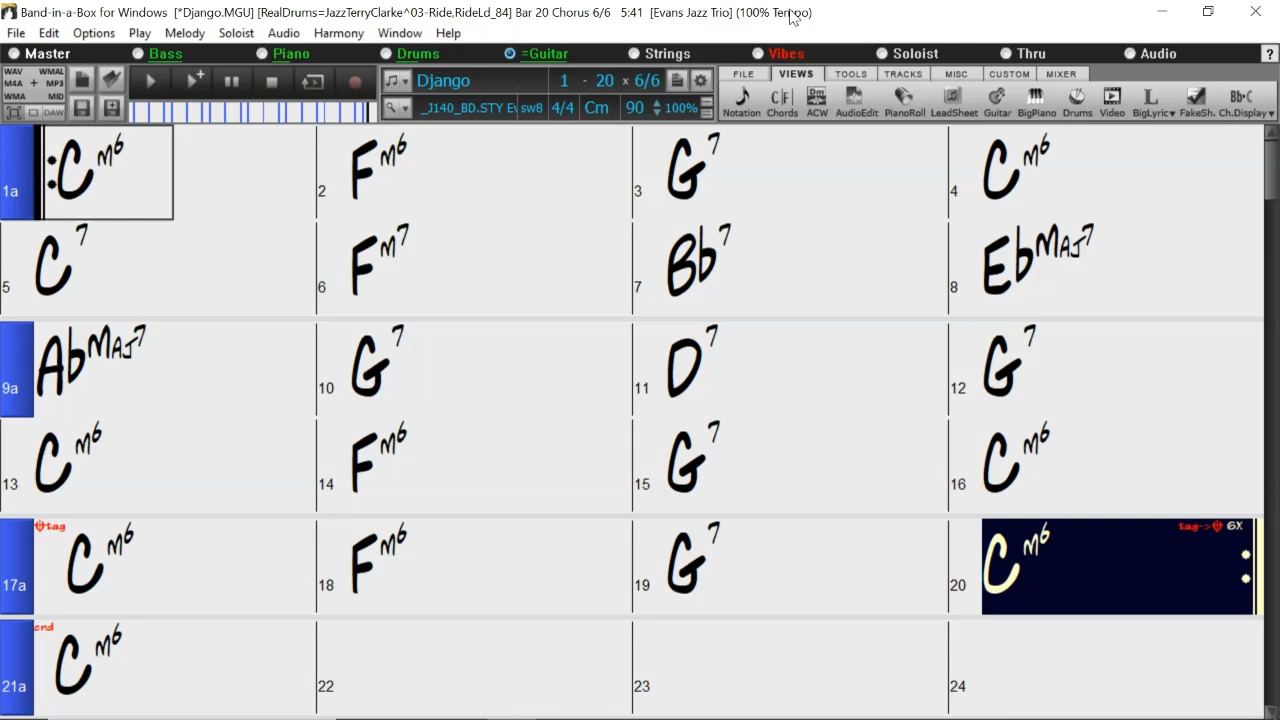 Band-in-a-Box for Windows [*Django.MGU] [RealDrums=JazzTerryClarke^03-Ride,RideLd_84] Bar 20 Chorus 6/6 5:41 [Evans Jazz Trio] (100% Tempo)
File Edit Options Play Melody Soloist Audio Harmony Window Help
Master Bass Piano Drums =Guitar Strings Vibes Soloist Thru Audio ?
WAV WMAL
M4A + MP3
WMA MID
DAW
Django 1 - 20 x 6/6
_J140_BD.STY Ev sw8 4/4 Cm 90 100%
FILE VIEWS TOOLS TRACKS MISC CUSTOM MIXER
Notation Chords ACW AudioEdit PianoRoll LeadSheet Guitar BigPiano Drums Video BigLyric FakeSh. Ch.Display
1a Cm6 2 Fm6 3 G7 4 Cm6
5 C7 6 Fm7 7 Bb7 8 EbMAJ7
9a AbMAJ7 10 G7 11 D7 12 G7
13 Cm6 14 Fm6 15 G7 16 Cm6
tag tag-> 6X
17a Cm6 18 Fm6 19 G7 20 Cm6
end
21a Cm6 22 23 24